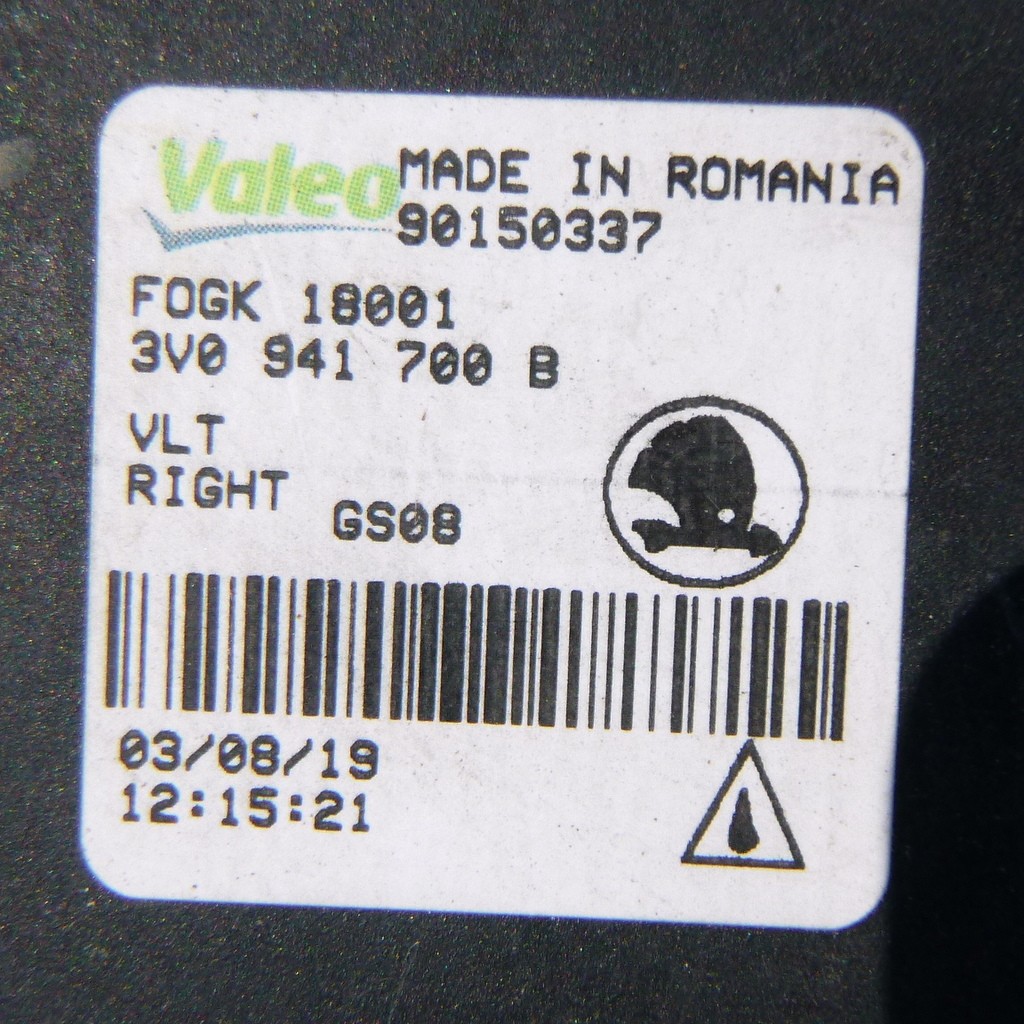 Valeo MADE IN ROMANIA
90150337
FOGK 18001
3V0 941 700 B
VLT
RIGHT
GS08
03/08/19
12:15:21